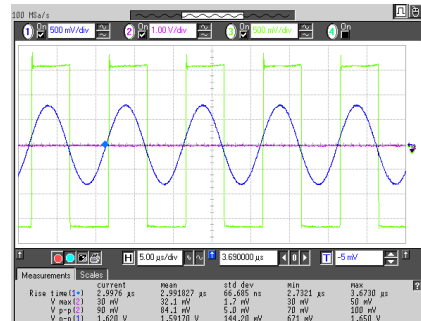 100 MSa/s
1 On 500 mV/div 2 On 1.00 V/div 3 On 500 mV/div 4 On
H 5.00 µs/div 3.690000 µs 0 T -5 mV
Measurements Scales
current mean std dev min max
Rise time(1+) 2.9976 µs 2.991827 µs 66.685 ns 2.7321 µs 3.6730 µs
V max(2) 30 mV 32.1 mV 1.7 mV 30 mV 50 mV
V p-p(2) 90 mV 84.1 mV 5.0 mV 70 mV 100 mV
V p-p(1) 1.620 V 1.59170 V 144.20 mV 671 mV 1.650 V